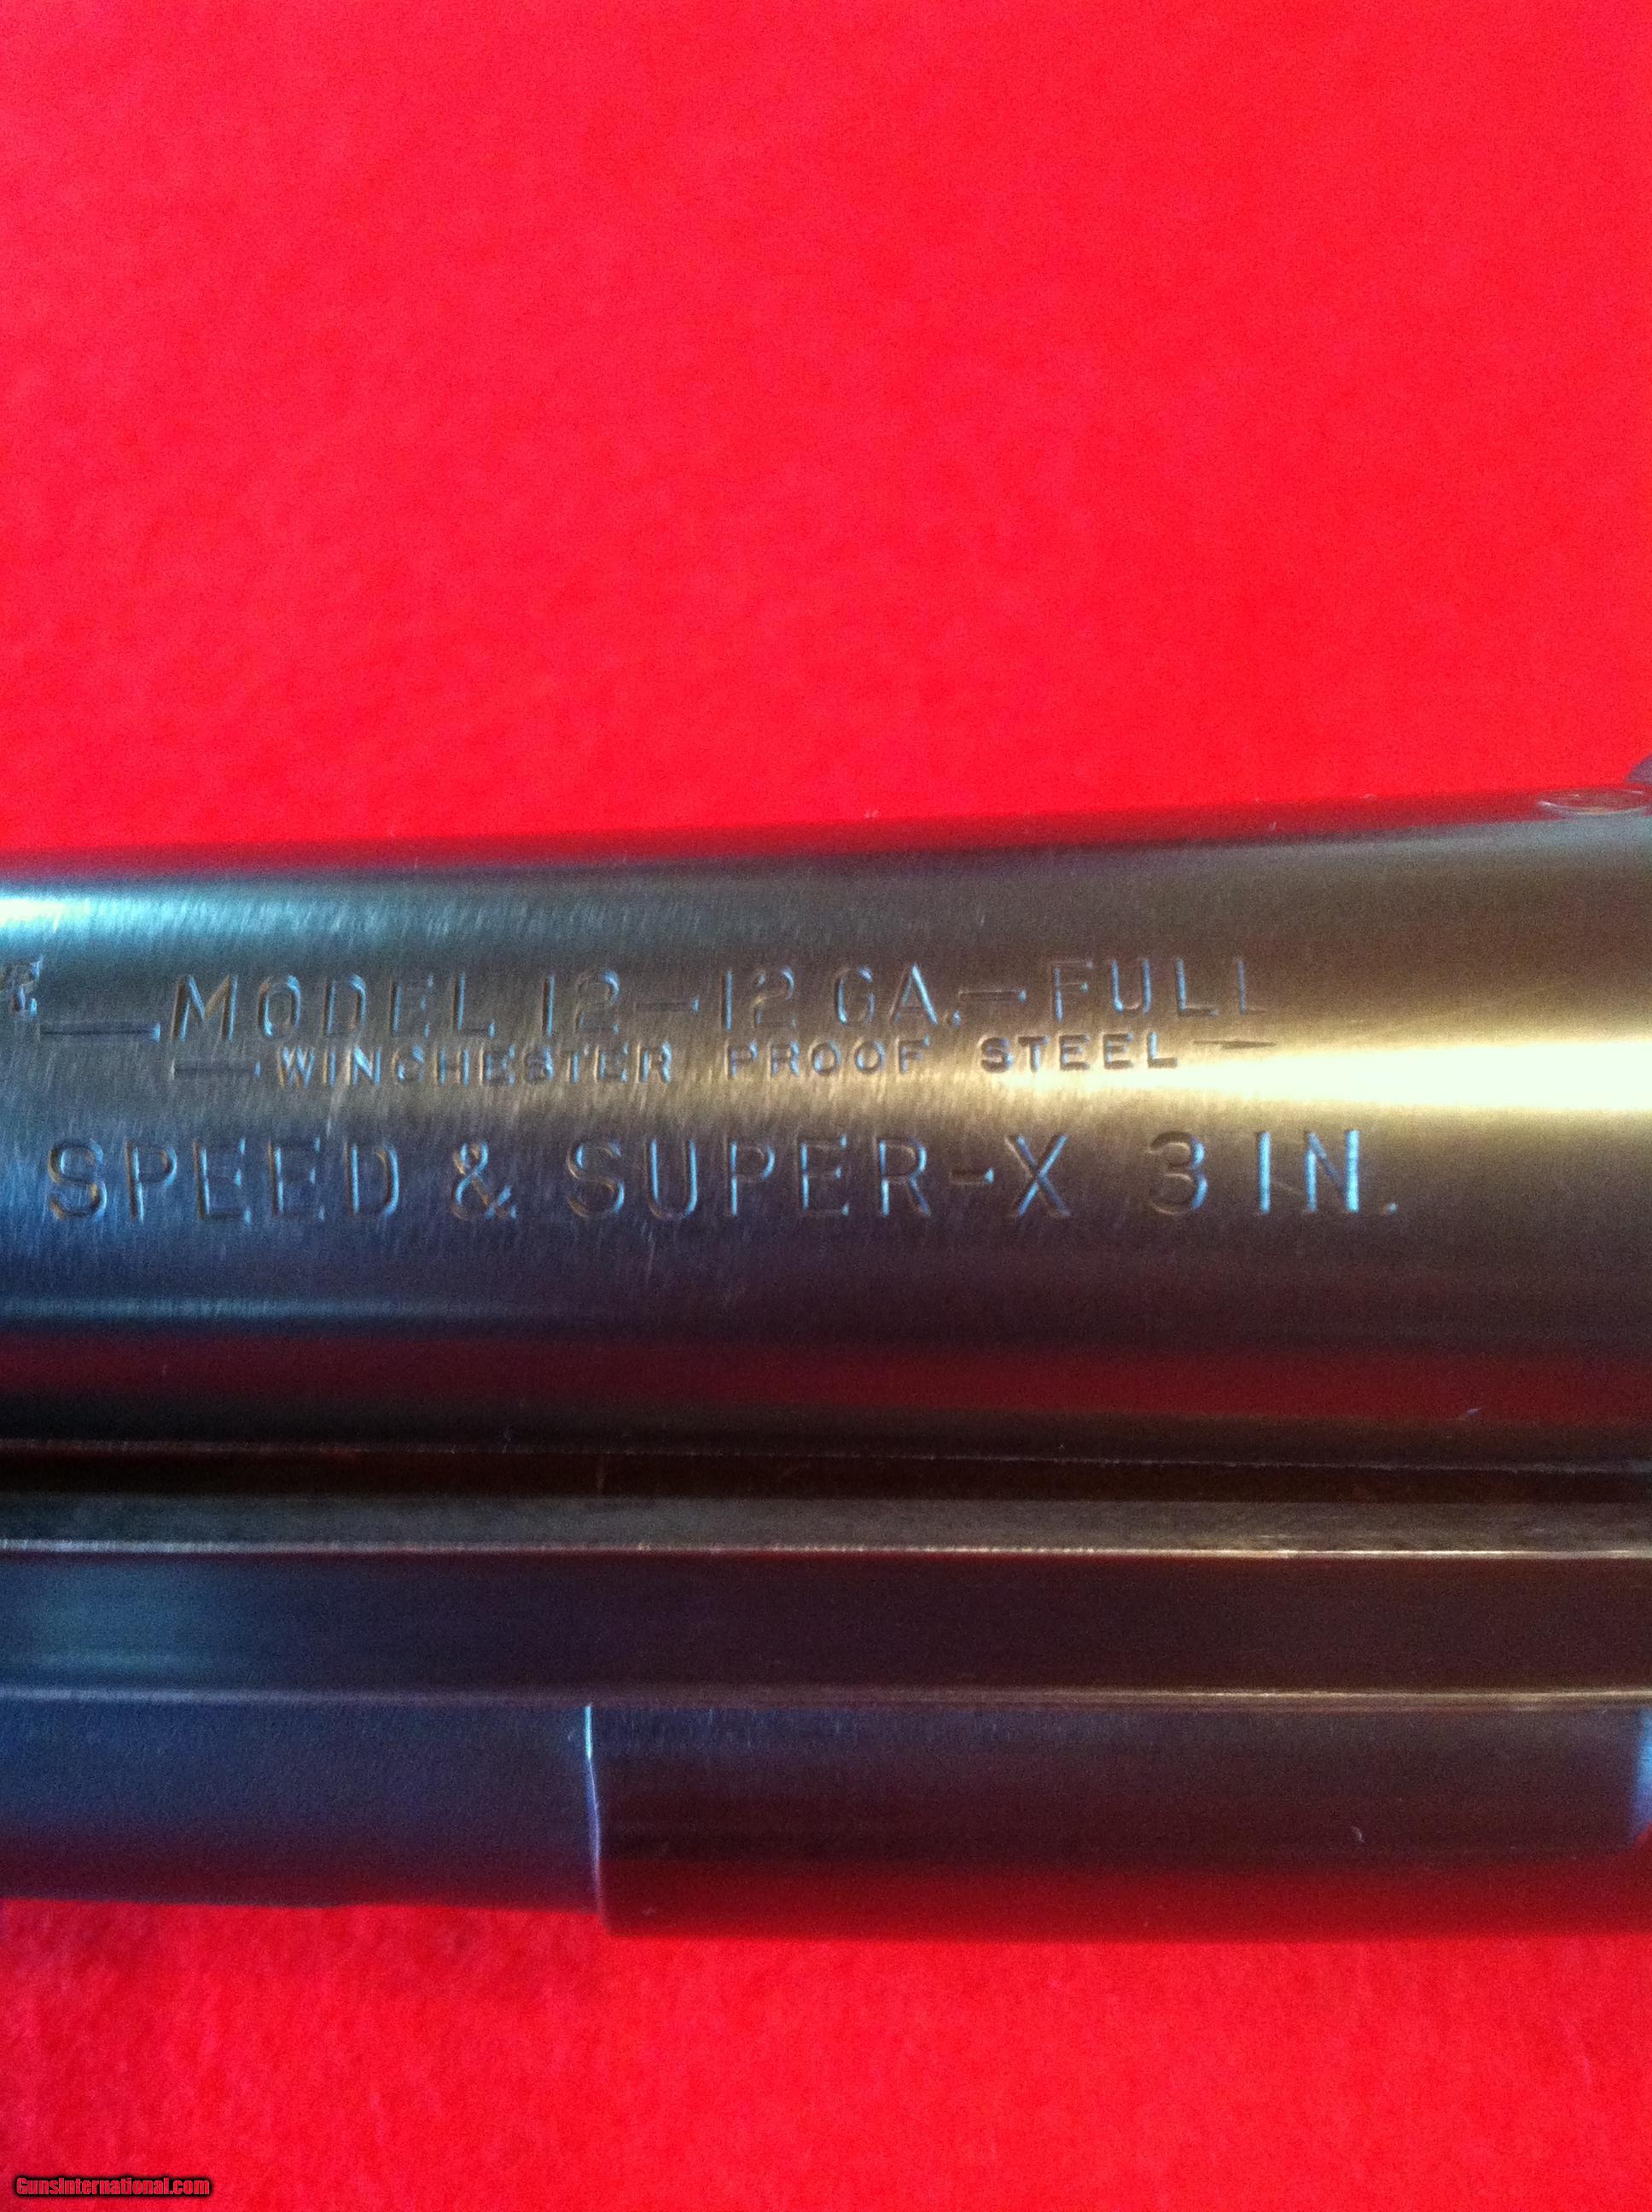 —MODEL 12—12 GA.—FULL
—WINCHESTER PROOF STEEL—
SPEED & SUPER-X 3 IN.
GunsInternational.com